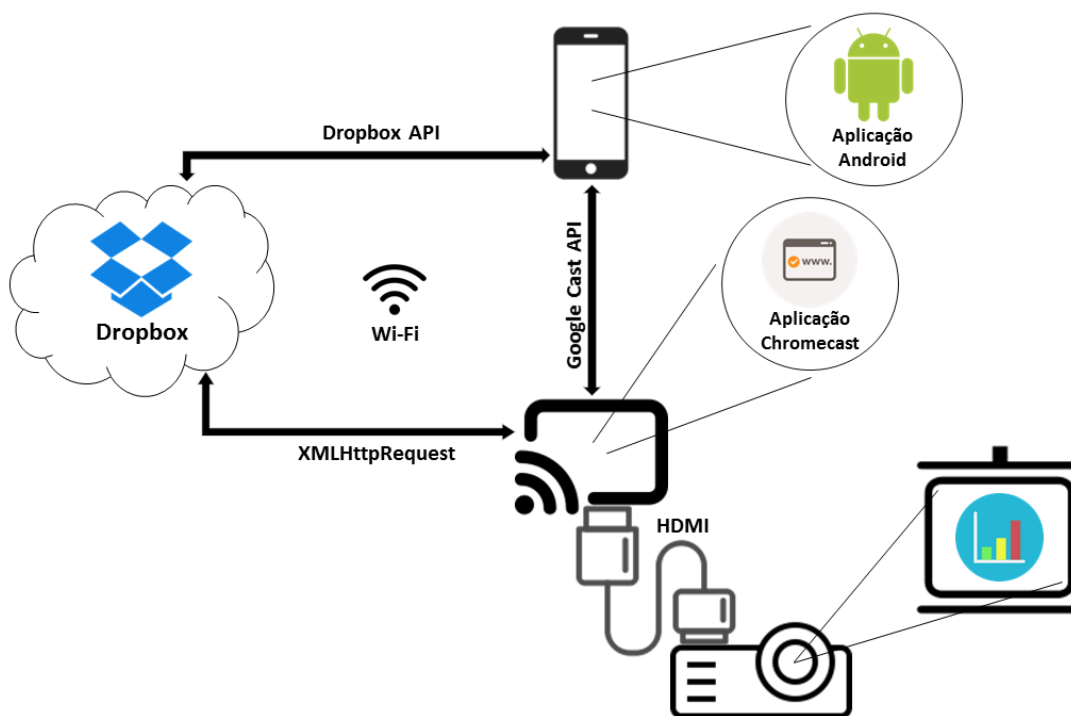 Dropbox API
Aplicação
Android
Google Cast API
www.
Aplicação
Chromecast
Dropbox
Wi-Fi
XMLHttpRequest
HDMI